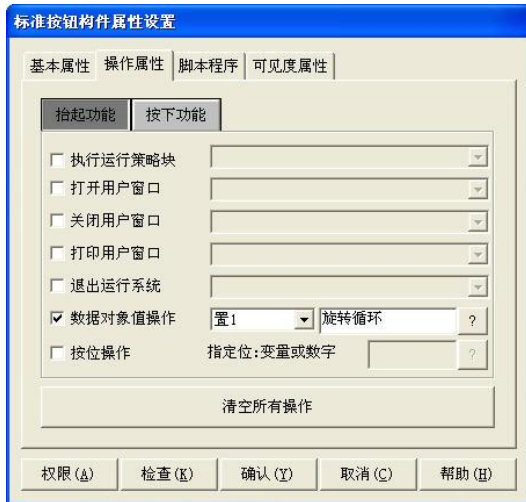 标准按钮构件属性设置
基本属性 操作属性 脚本程序 可见度属性
抬起功能 按下功能
执行运行策略块
打开用户窗口
关闭用户窗口
打印用户窗口
退出运行系统
数据对象值操作 置1 旋转循环 ?
按位操作 指定位:变量或数字 ?
清空所有操作
权限(A) 检查(K) 确认(Y) 取消(C) 帮助(H)